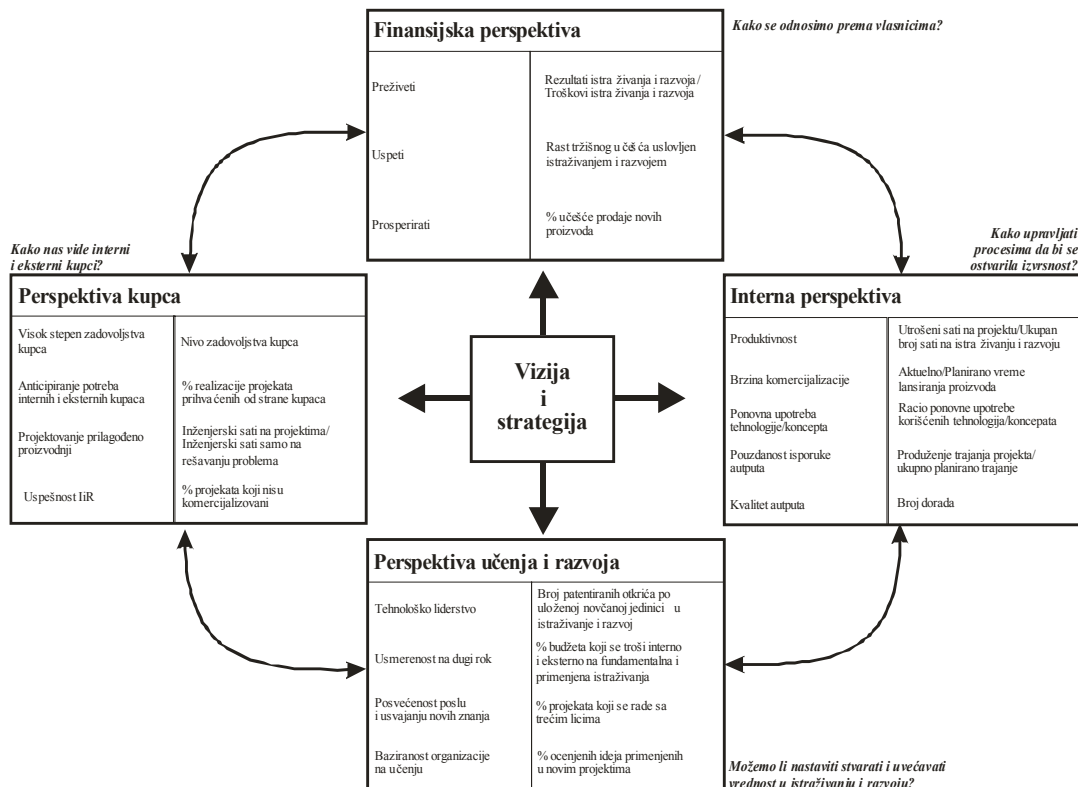 Finansijska perspektiva
Kako se odnosimo prema vlasnicima?
Preživeti
Rezultati istra živanja i razvoja/
Troškovi istra živanja i razvoja
Uspeti
Rast tržišnog u češ ća uslovljen
istraživanjem i razvojem
Prosperirati
% učešće prodaje novih
proizvoda
Kako nas vide interni
i eksterni kupci?
Perspektiva kupca
Visok stepen zadovoljstva
kupca
Nivo zadovoljstva kupca
Anticipiranje potreba
internih i eksternih kupaca
% realizacije projekata
prihvaćenih od strane kupaca
Projektovanje prilagođeno
proizvodnji
Inženjerski sati na projektima/
Inženjerski sati samo na
rešavanju problema
Uspešnost IiR
% projekata koji nisu
komercijalizovani
Vizija
i
strategija
Kako upravljati
procesima da bi se
ostvarila izvrsnost?
Interna perspektiva
Produktivnost
Utrošeni sati na projektu/Ukupan
broj sati na istra živanju i razvoju
Brzina komercijalizacije
Aktuelno/Planirano vreme
lansiranja proizvoda
Ponovna upotreba
tehnologije/koncepta
Racio ponovne upotrebe
korišćenih tehnologija/koncepata
Pouzdanost isporuke
autputa
Produženje trajanja projekta/
ukupno planirano trajanje
Kvalitet autputa
Broj dorada
Perspektiva učenja i razvoja
Tehnološko liderstvo
Broj patentiranih otkrića po
uloženoj novčanoj jedinici u
istraživanje i razvoj
Usmerenost na dugi rok
% budžeta koji se troši interno
i eksterno na fundamentalna i
primenjena istraživanja
Posvećenost poslu
i usvajanju novih znanja
% projekata koji se rade sa
trećim licima
Baziranost organizacije
na učenju
% ocenjenih ideja primenjenih
u novim projektima
Možemo li nastaviti stvarati i uvećavati
vrednost u istraživanju i razvoju?